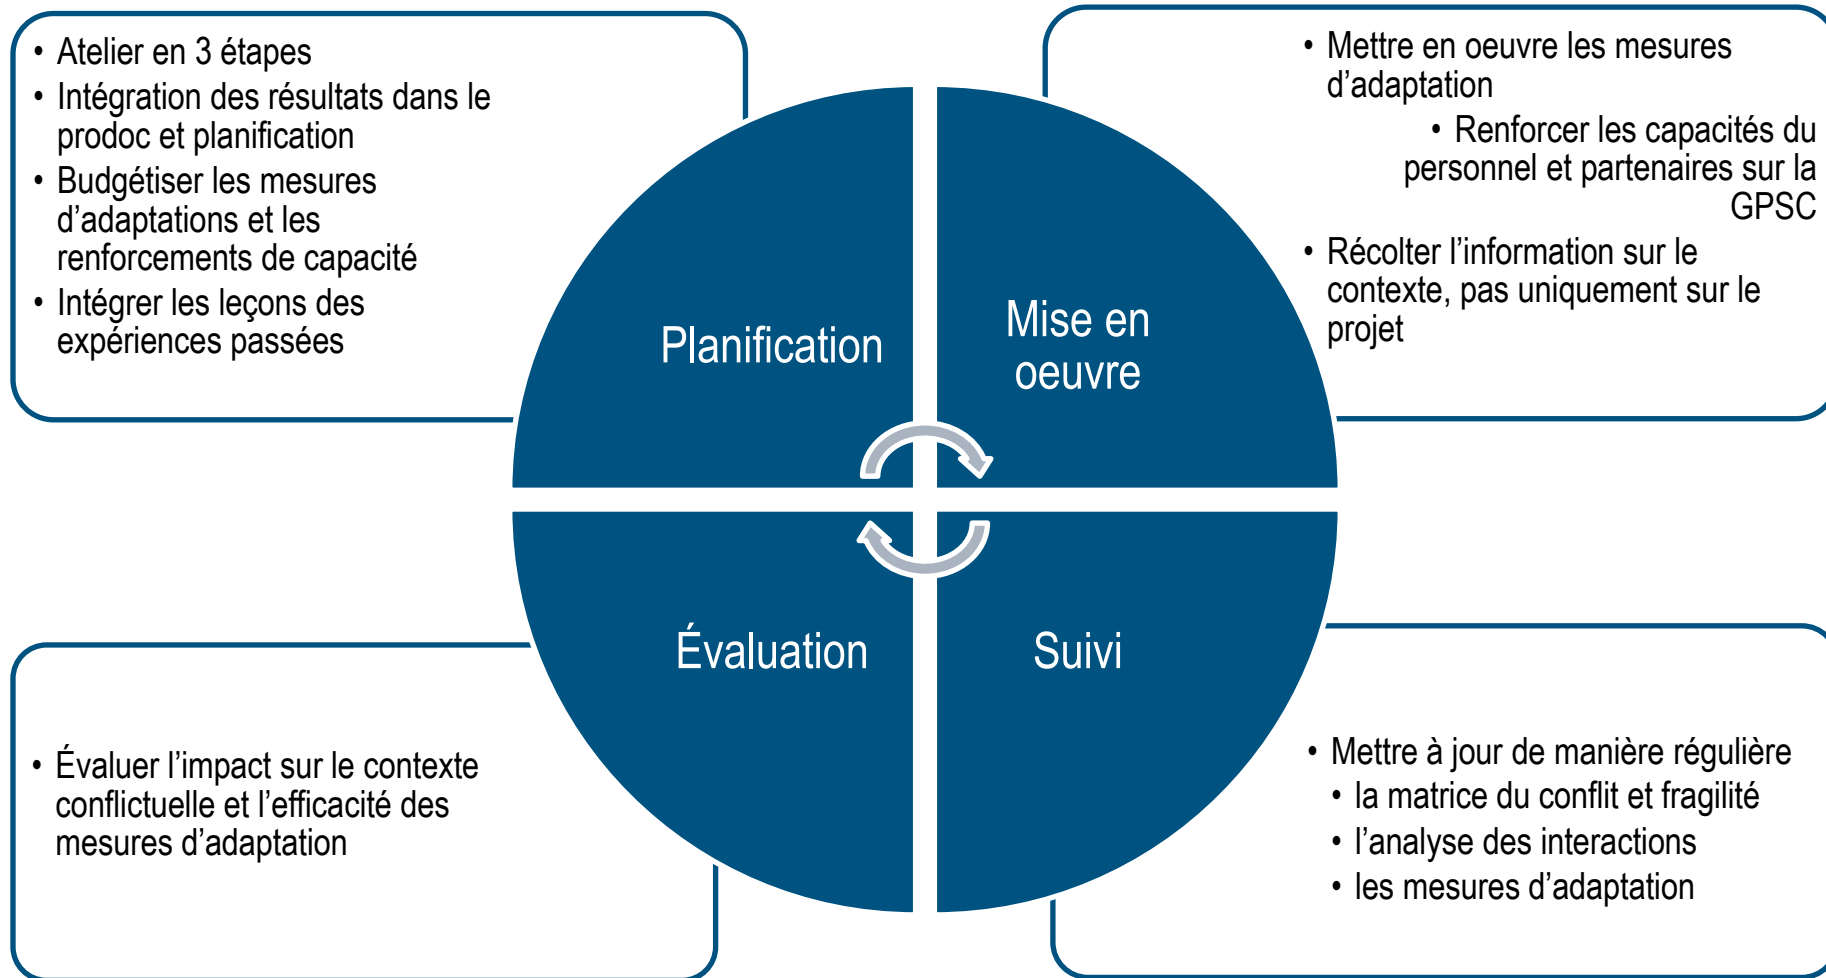 • Atelier en 3 étapes
• Intégration des résultats dans le
prodoc et planification
• Budgétiser les mesures
d’adaptations et les
renforcements de capacité
• Intégrer les leçons des
expériences passées
• Mettre en oeuvre les mesures
d’adaptation
• Renforcer les capacités du
personnel et partenaires sur la
GPSC
• Récolter l’information sur le
contexte, pas uniquement sur le
projet
Planification
Mise en
oeuvre
Évaluation
Suivi
• Évaluer l’impact sur le contexte
conflictuelle et l’efficacité des
mesures d’adaptation
• Mettre à jour de manière régulière
• la matrice du conflit et fragilité
• l’analyse des interactions
• les mesures d’adaptation